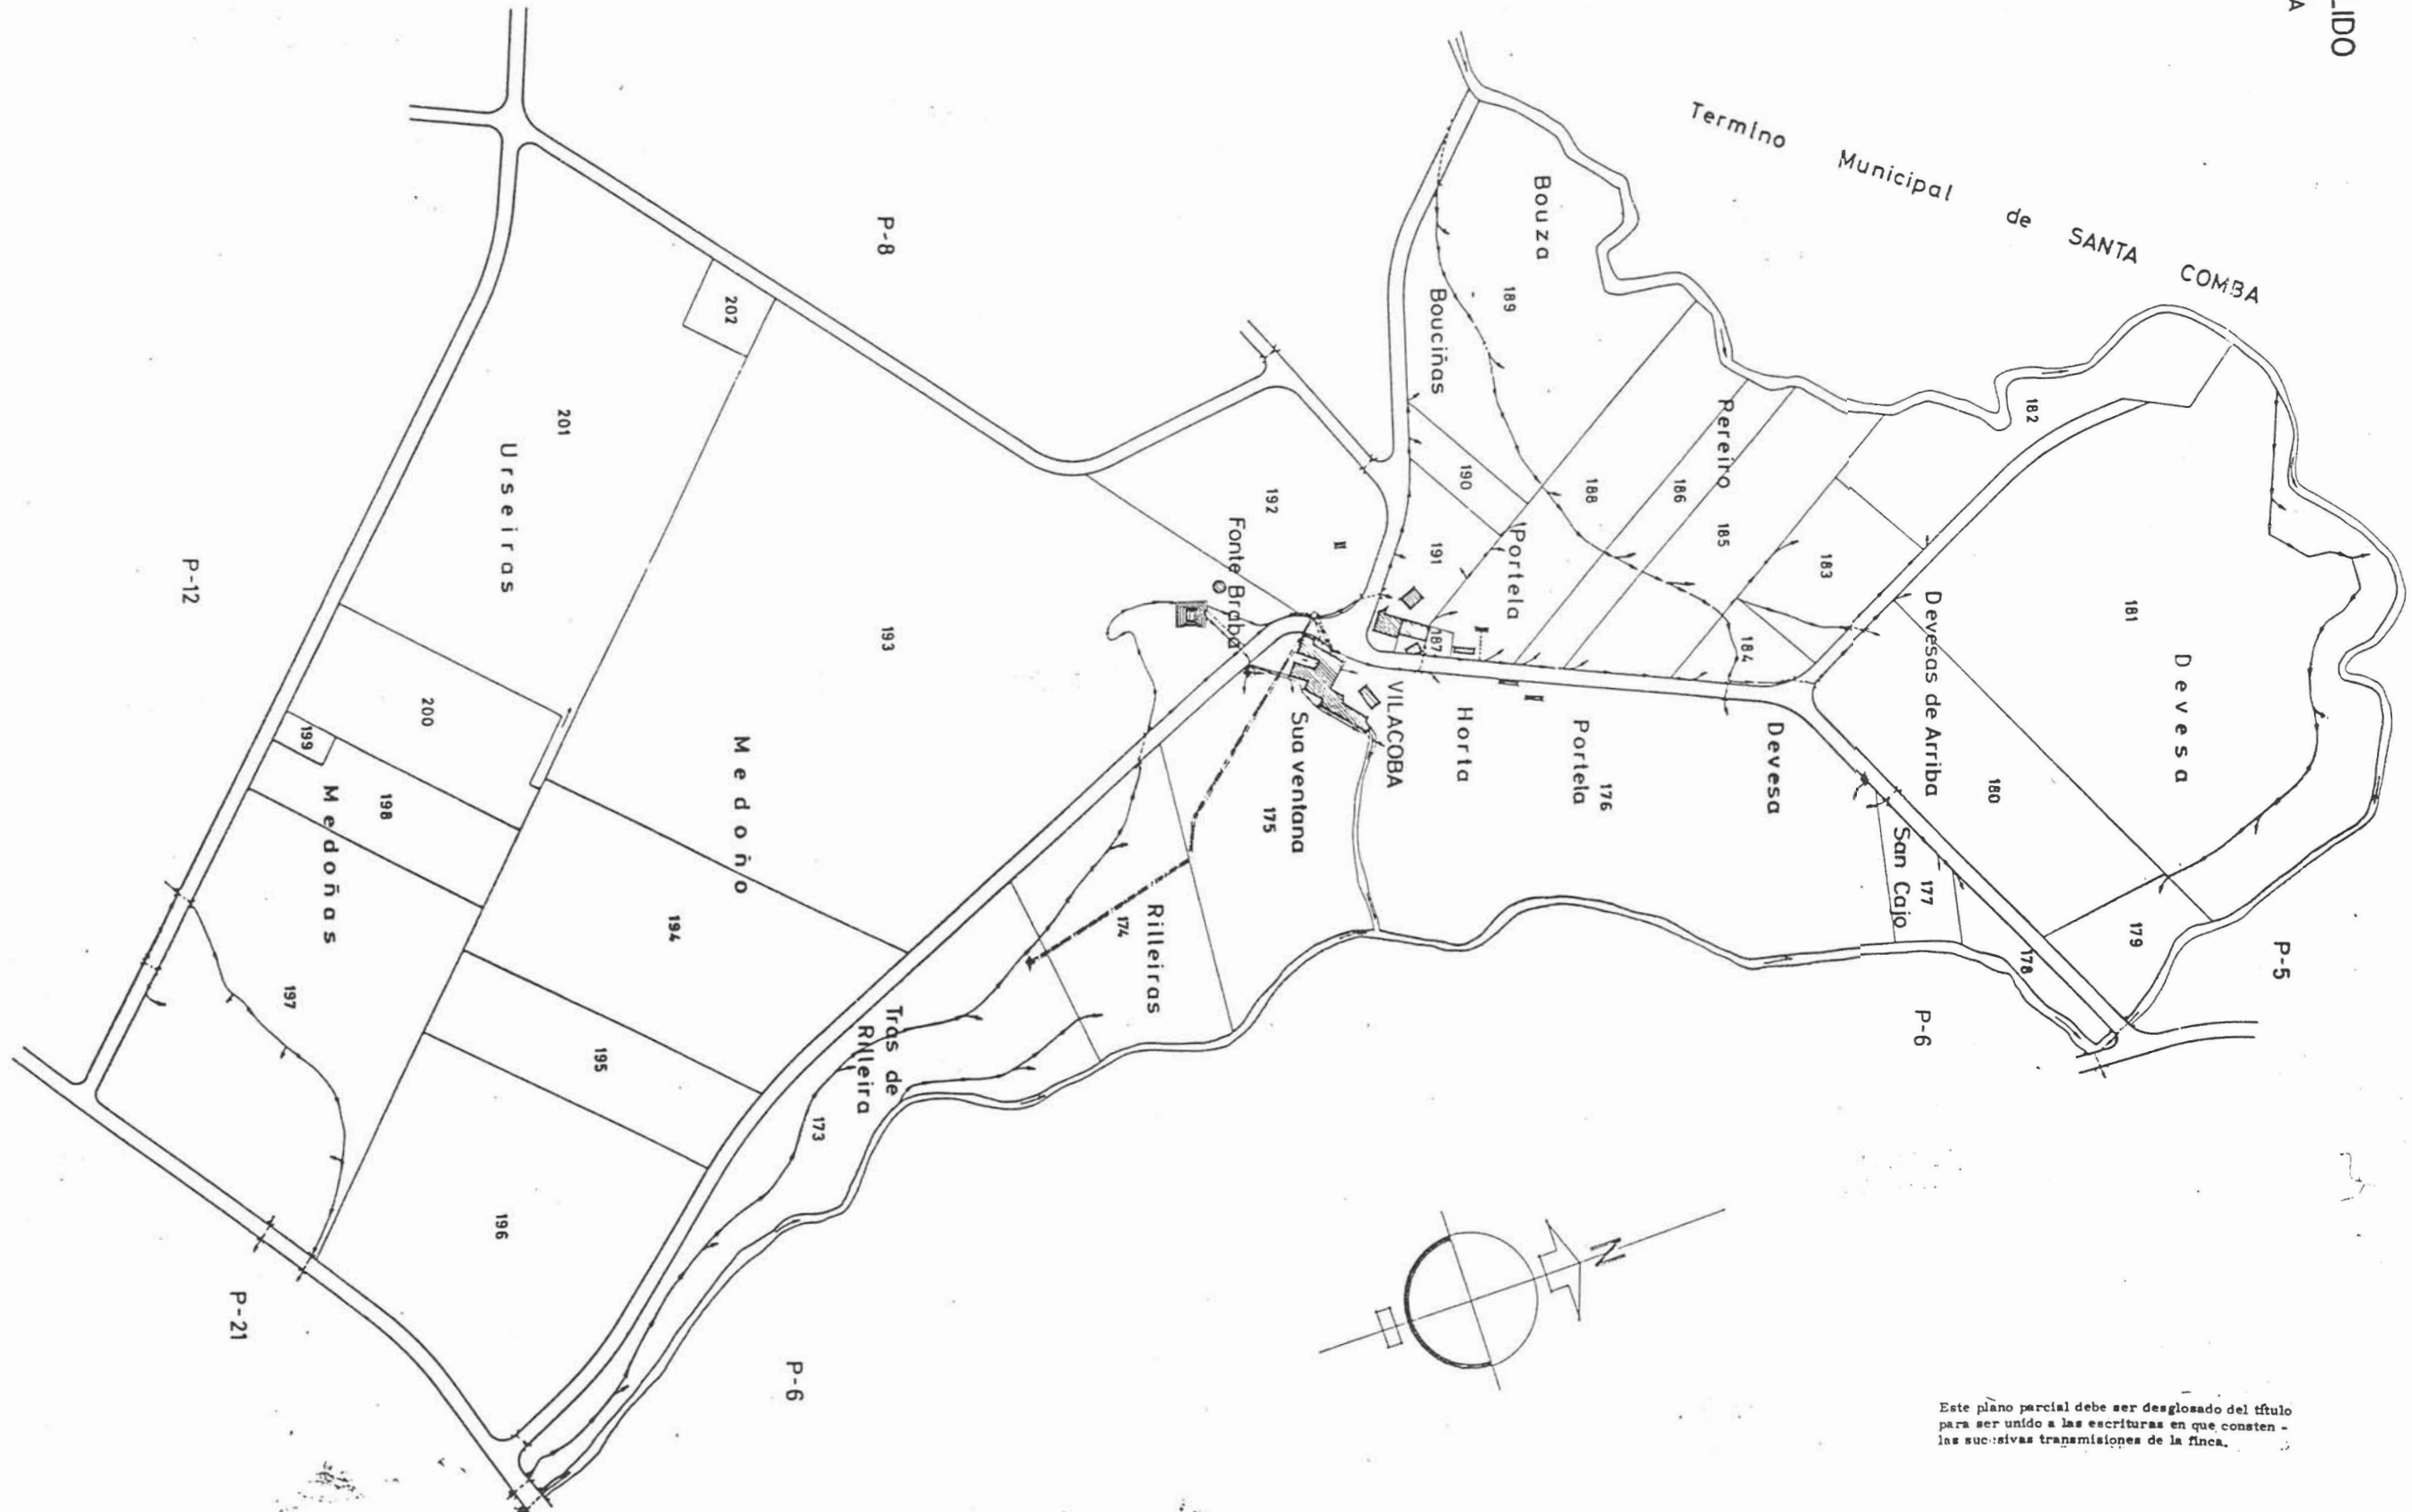 LIDO
A
Termino Municipal de SANTA COMBA
P-8
Bouza
189
Bouciñas
202
182
201
Urseiras
Pereiro
190
188
186
185
192
Fonte Braba
191
Portela
183
184
187
P-12
193
Devesas de Arriba
181
Devesa
200
199
Medoñas
198
Medoño
VILACOBA
Sua ventana
175
Horta
Portela
176
Devesa
180
San Cajo
177
178
179
P-5
Rilleiras
174
194
197
195
Tras de
Rilleira
173
P-6
196
N
P-21
P-6
Este plano parcial debe ser desglosado del título
para ser unido a las escrituras en que consten -
las sucesivas transmisiones de la finca.